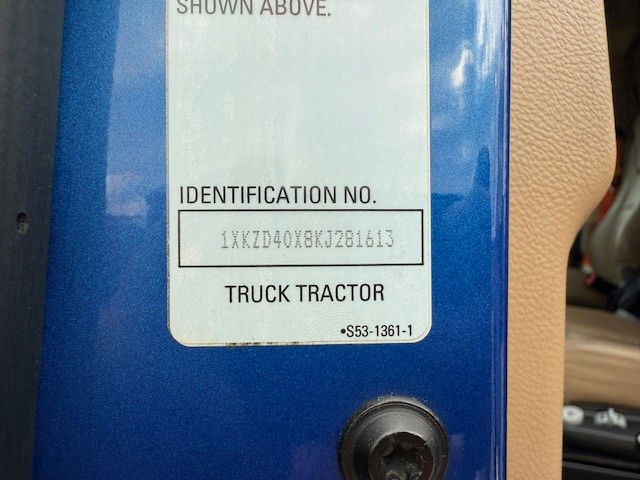 SHOWN ABOVE.
IDENTIFICATION NO.
1XKZD40X8KJ281613
TRUCK TRACTOR
•S53-1361-1